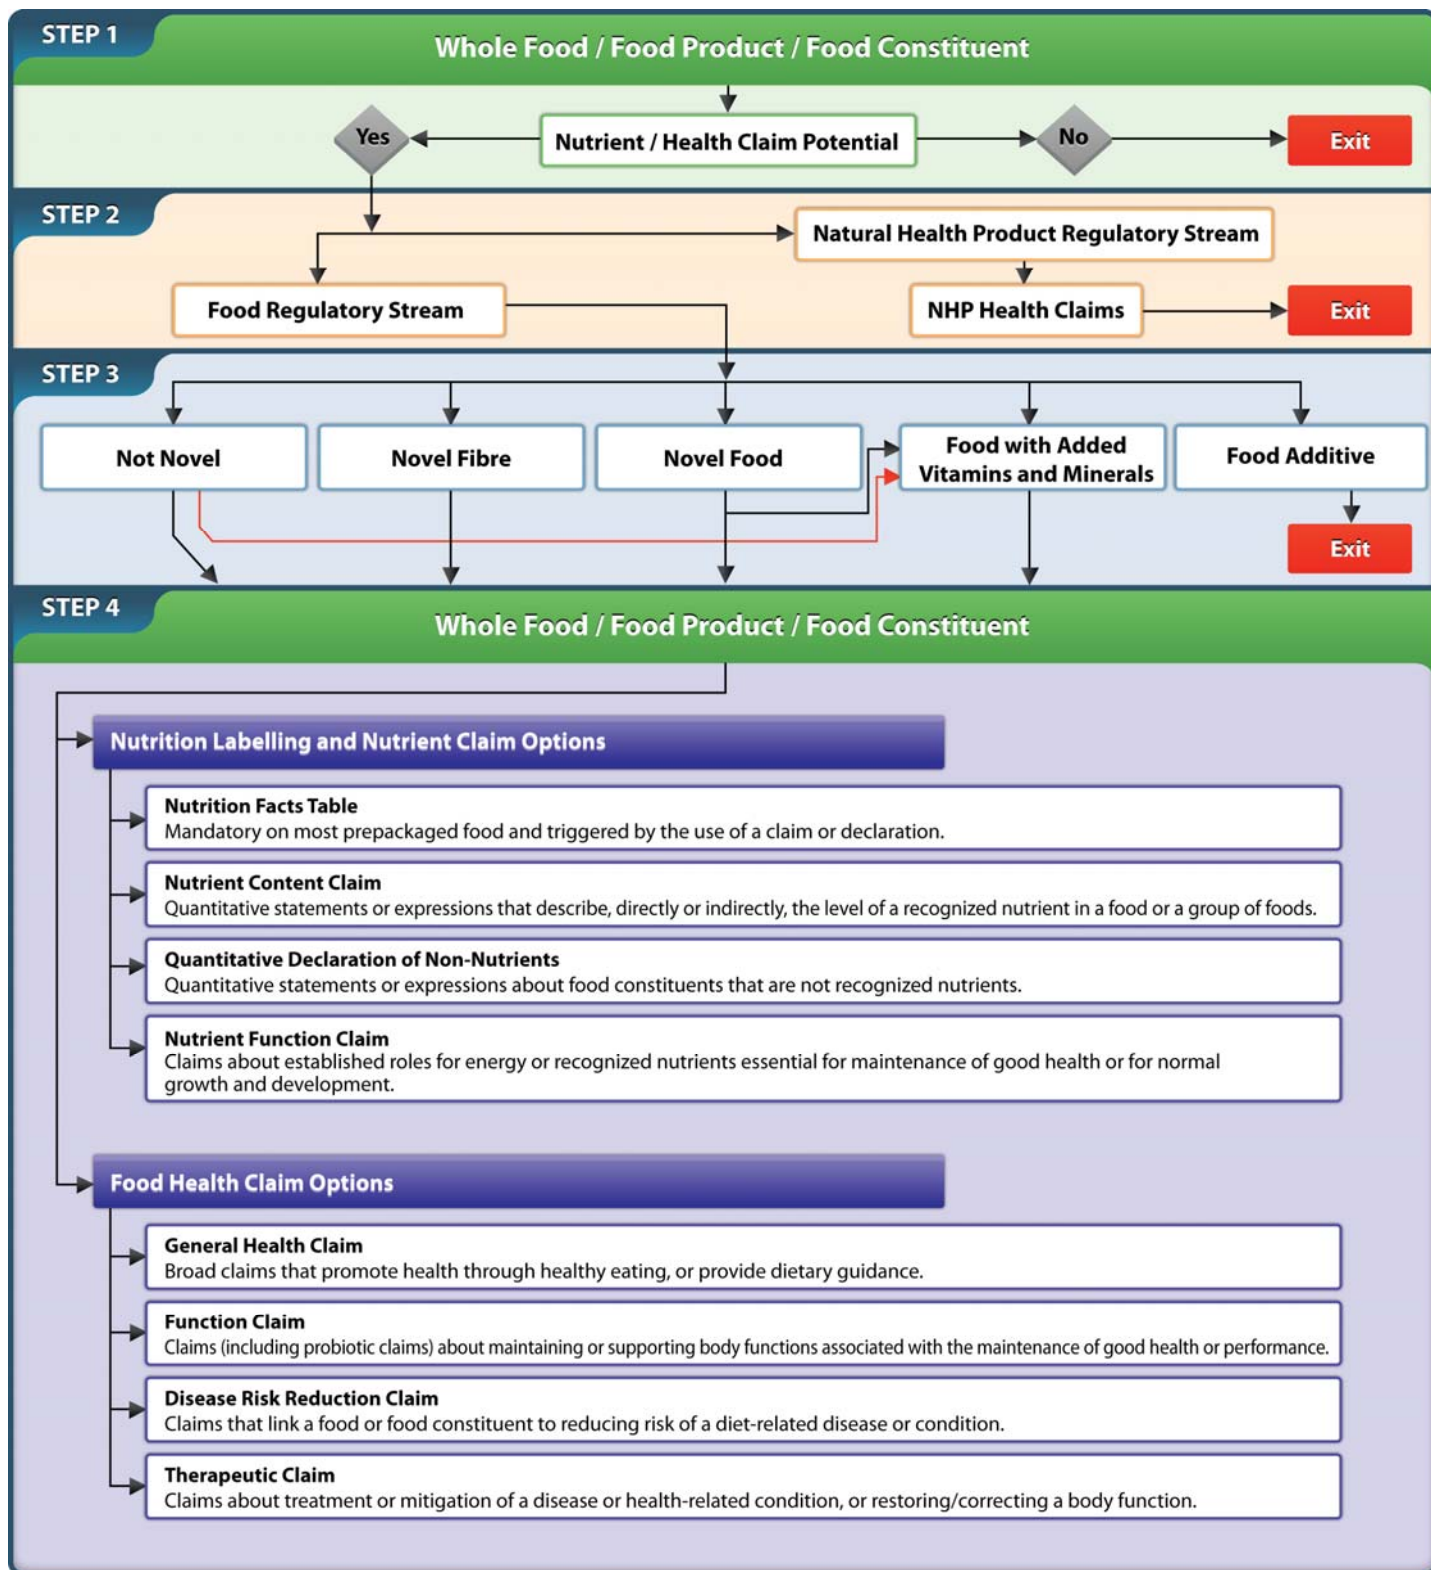 STEP 1
Whole Food / Food Product / Food Constituent
Yes
Nutrient / Health Claim Potential
No
Exit
STEP 2
Natural Health Product Regulatory Stream
Food Regulatory Stream
NHP Health Claims
Exit
STEP 3
Not Novel
Novel Fibre
Novel Food
Food with Added
Vitamins and Minerals
Food Additive
Exit
STEP 4
Whole Food / Food Product / Food Constituent
Nutrition Labelling and Nutrient Claim Options
Nutrition Facts Table
Mandatory on most prepackaged food and triggered by the use of a claim or declaration.
Nutrient Content Claim
Quantitative statements or expressions that describe, directly or indirectly, the level of a recognized nutrient in a food or a group of foods.
Quantitative Declaration of Non-Nutrients
Quantitative statements or expressions about food constituents that are not recognized nutrients.
Nutrient Function Claim
Claims about established roles for energy or recognized nutrients essential for maintenance of good health or for normal
growth and development.
Food Health Claim Options
General Health Claim
Broad claims that promote health through healthy eating, or provide dietary guidance.
Function Claim
Claims (including probiotic claims) about maintaining or supporting body functions associated with the maintenance of good health or performance.
Disease Risk Reduction Claim
Claims that link a food or food constituent to reducing risk of a diet-related disease or condition.
Therapeutic Claim
Claims about treatment or mitigation of a disease or health-related condition, or restoring/correcting a body function.